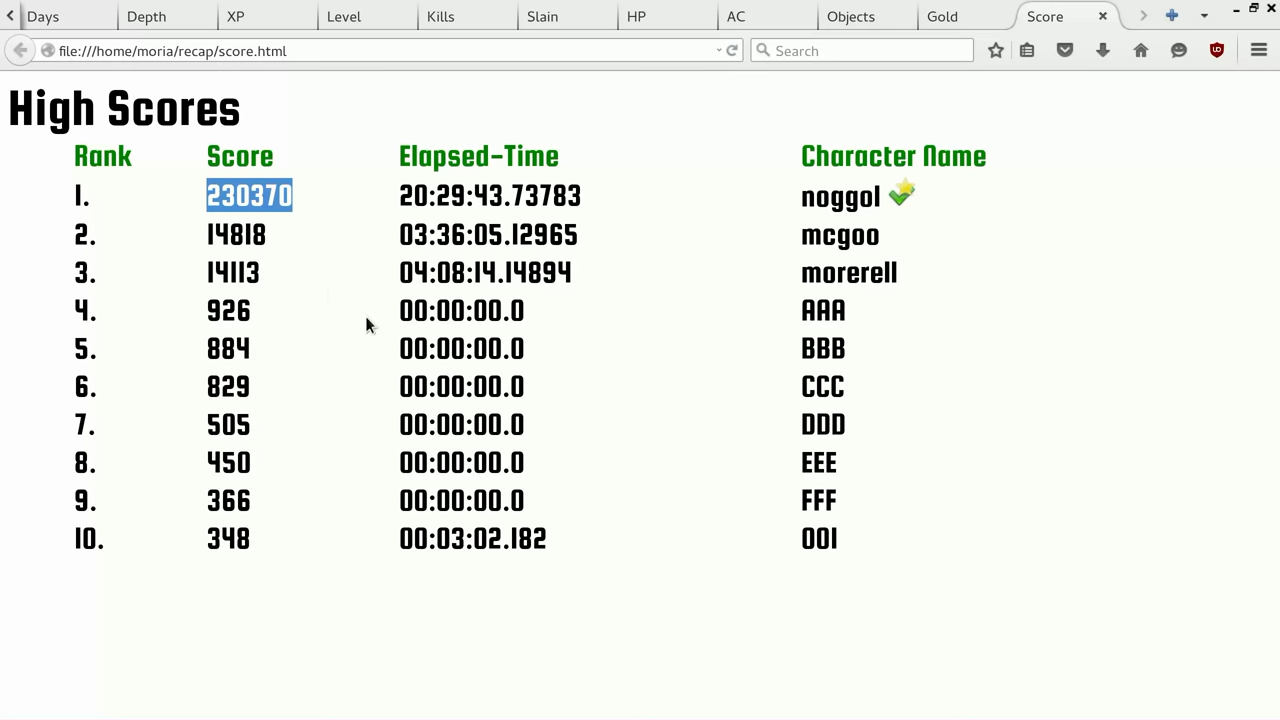 Days Depth XP Level Kills Slain HP AC Objects Gold Score
file:///home/moria/recap/score.html Search
High Scores
Rank Score Elapsed-Time Character Name
1. 230370 20:29:43.73783 noggol
2. 14818 03:36:05.12965 mcgoo
3. 14113 04:08:14.14894 morerell
4. 926 00:00:00.0 AAA
5. 884 00:00:00.0 BBB
6. 829 00:00:00.0 CCC
7. 505 00:00:00.0 DDD
8. 450 00:00:00.0 EEE
9. 366 00:00:00.0 FFF
10. 348 00:03:02.182 001